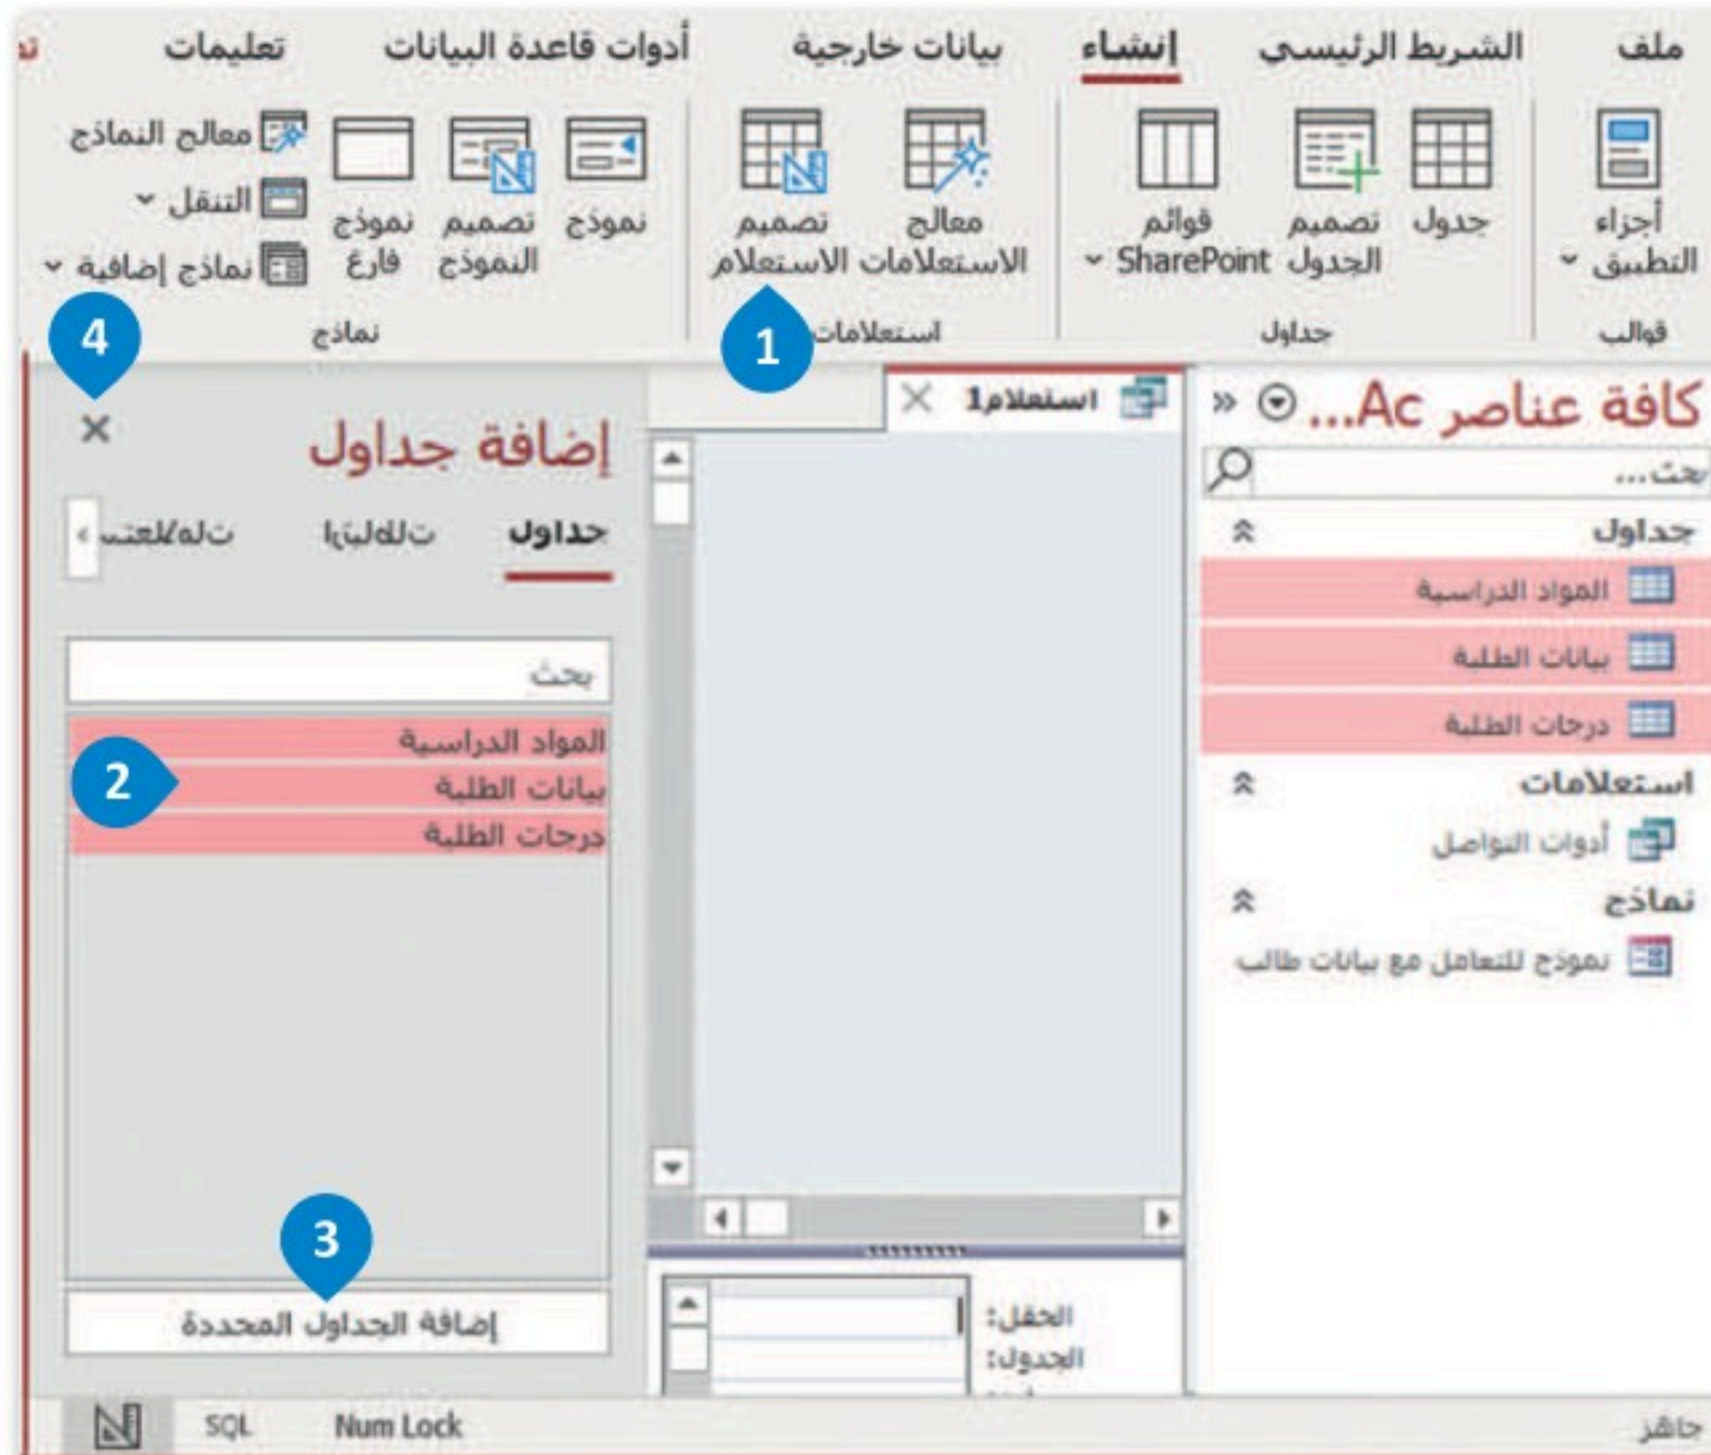 ملف الشريط الرئيسي إنشاء بيانات خارجية أدوات قاعدة البيانات تعليمات
أجزاء التطبيق
جدول
تصميم الجدول
قوائم SharePoint
معالج الاستعلامات
تصميم الاستعلام
نموذج
تصميم النموذج
نموذج فارغ
معالج النماذج
التنقل
نماذج إضافية
قوالب جداول استعلامات نماذج
1
4
كافة عناصر Ac...
بحث...
جداول
المواد الدراسية
بيانات الطلبة
درجات الطلبة
استعلامات
أدوات التواصل
نماذج
نموذج للتعامل مع بيانات طالب
استعلام1
الحقل:
الجدول:
إضافة جداول
جداول
بحث
المواد الدراسية
بيانات الطلبة
درجات الطلبة
2
3
إضافة الجداول المحددة
جاهز
Num Lock
SQL